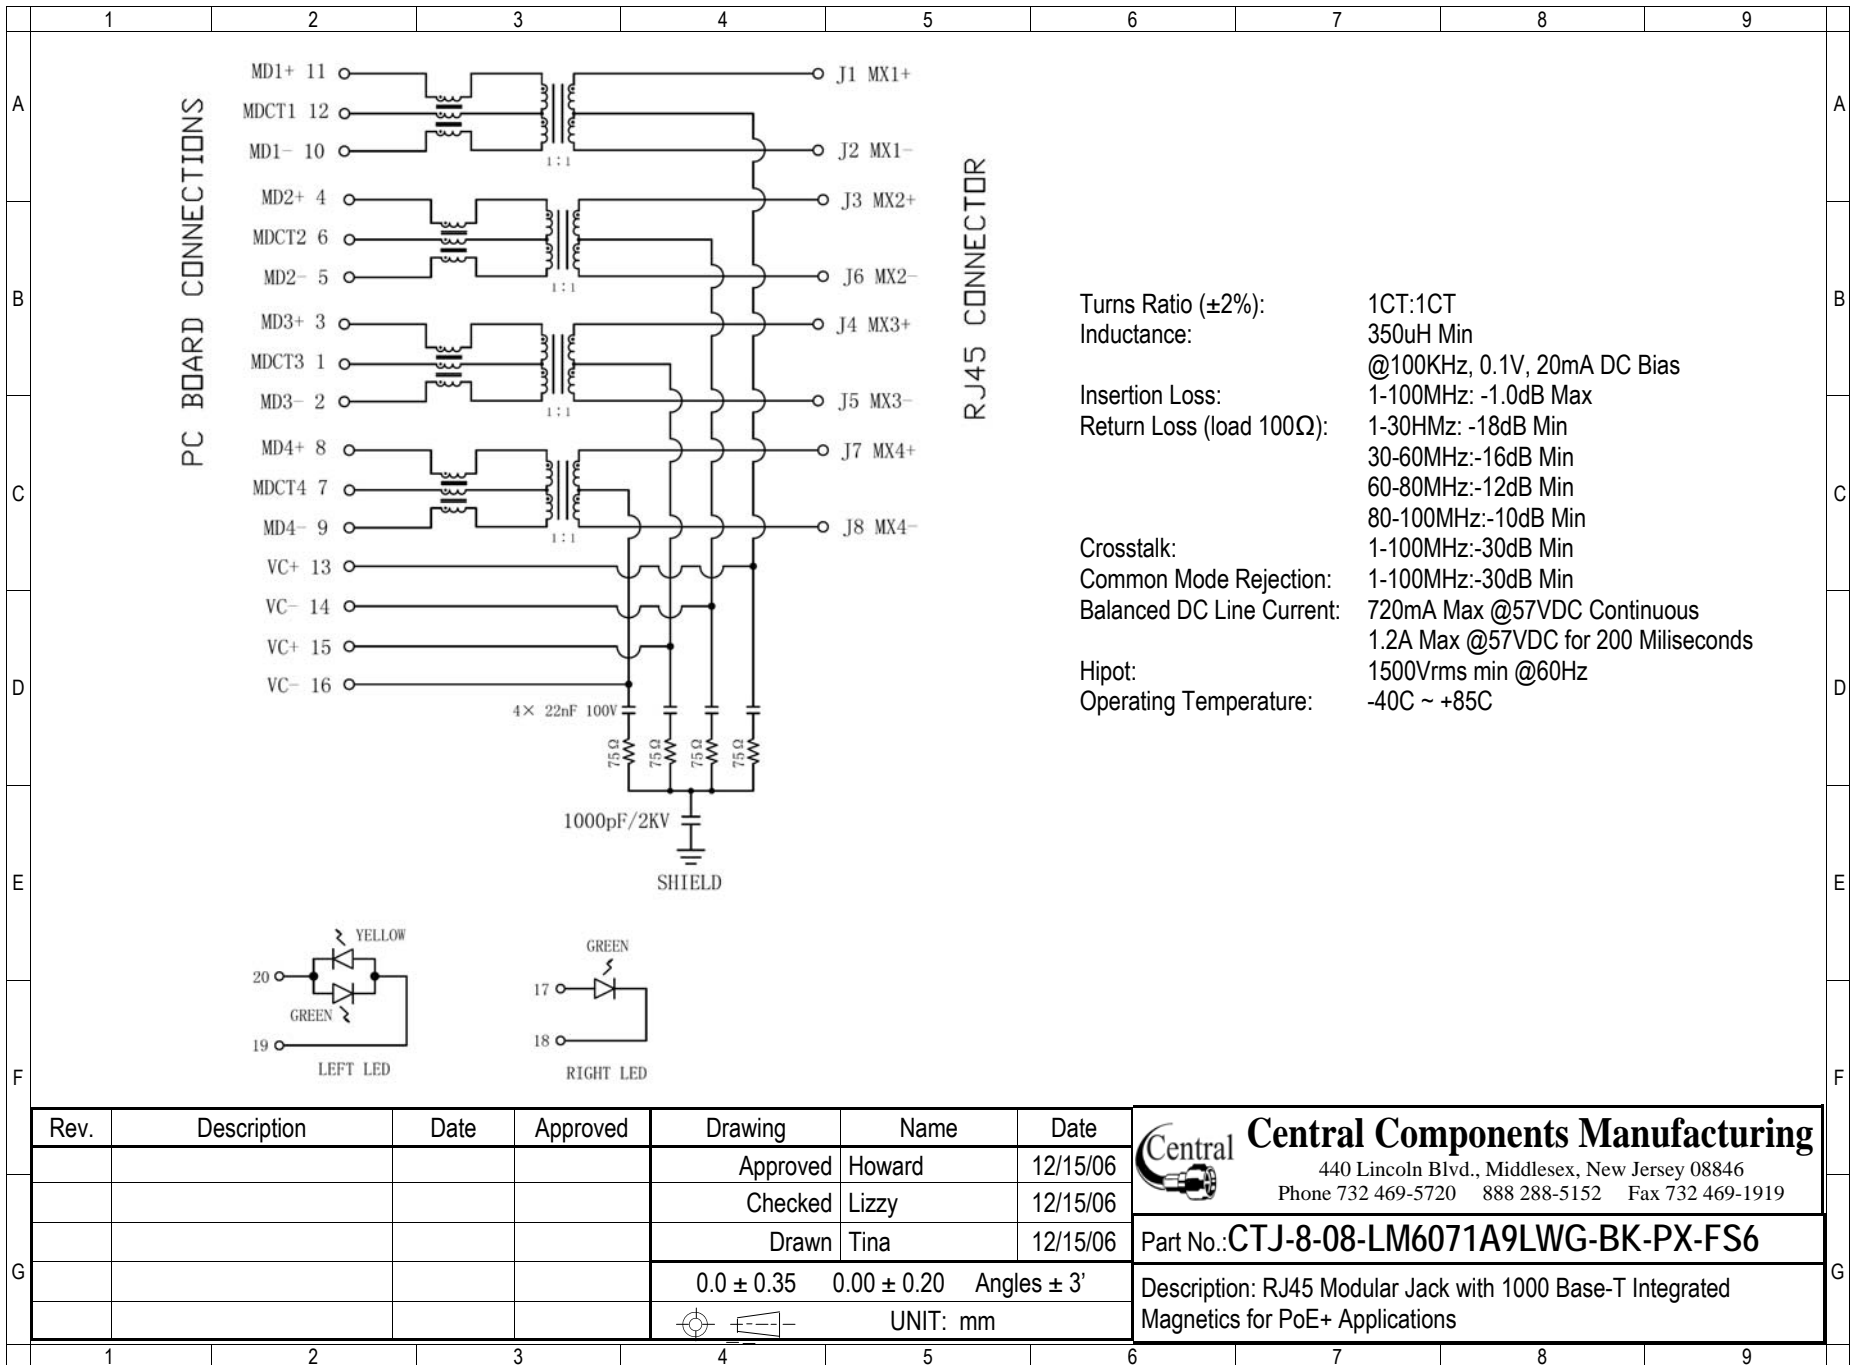 1 2 3 4 5 6 7 8 9
A A
B B
C C
D D
E E
F F
G G
PC BOARD CONNECTIONS
MD1+ 11
MDCT1 12
MD1- 10
MD2+ 4
MDCT2 6
MD2- 5
MD3+ 3
MDCT3 1
MD3- 2
MD4+ 8
MDCT4 7
MD4- 9
VC+ 13
VC- 14
VC+ 15
VC- 16
1:1
1:1
1:1
1:1
J1 MX1+
J2 MX1-
J3 MX2+
J6 MX2-
J4 MX3+
J5 MX3-
J7 MX4+
J8 MX4-
RJ45 CONNECTOR
4× 22nF 100V
75Ω 75Ω 75Ω 75Ω
1000pF/2KV
SHIELD
Turns Ratio (±2%): 1CT:1CT
Inductance: 350uH Min
@100KHz, 0.1V, 20mA DC Bias
Insertion Loss: 1-100MHz: -1.0dB Max
Return Loss (load 100Ω): 1-30HMz: -18dB Min
30-60MHz:-16dB Min
60-80MHz:-12dB Min
80-100MHz:-10dB Min
Crosstalk: 1-100MHz:-30dB Min
Common Mode Rejection: 1-100MHz:-30dB Min
Balanced DC Line Current: 720mA Max @57VDC Continuous
1.2A Max @57VDC for 200 Miliseconds
Hipot: 1500Vrms min @60Hz
Operating Temperature: -40C ~ +85C
YELLOW
20
GREEN
19
LEFT LED
GREEN
17
18
RIGHT LED
Rev. Description Date Approved Drawing Name Date
Approved Howard 12/15/06
Checked Lizzy 12/15/06
Drawn Tina 12/15/06
0.0 ± 0.35 0.00 ± 0.20 Angles ± 3'
UNIT: mm
Central
Central Components Manufacturing
440 Lincoln Blvd., Middlesex, New Jersey 08846
Phone 732 469-5720 888 288-5152 Fax 732 469-1919
Part No.:CTJ-8-08-LM6071A9LWG-BK-PX-FS6
Description: RJ45 Modular Jack with 1000 Base-T Integrated
Magnetics for PoE+ Applications
1 2 3 4 5 6 7 8 9